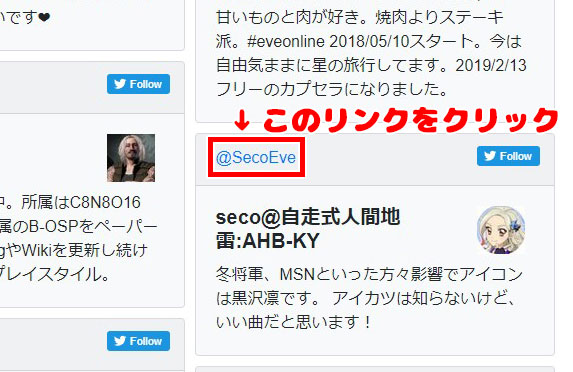 いです❤
Follow
中。所属はC8N8O16
属のB-OSPをペーパー
gやWikiを更新し続け
プレイスタイル。
Follow
甘いものと肉が好き。焼肉よりステーキ
派。#eveonline 2018/05/10スタート。今は
自由気ままに星の旅行してます。2019/2/13
フリーのカプセラになりました。
↓このリンクをクリック
@SecoEve
Follow
seco@自走式人間地
雷:AHB-KY
冬将軍、MSNといった方々影響でアイコン
は黒沢凛です。 アイカツは知らないけど、
いい曲だと思います！